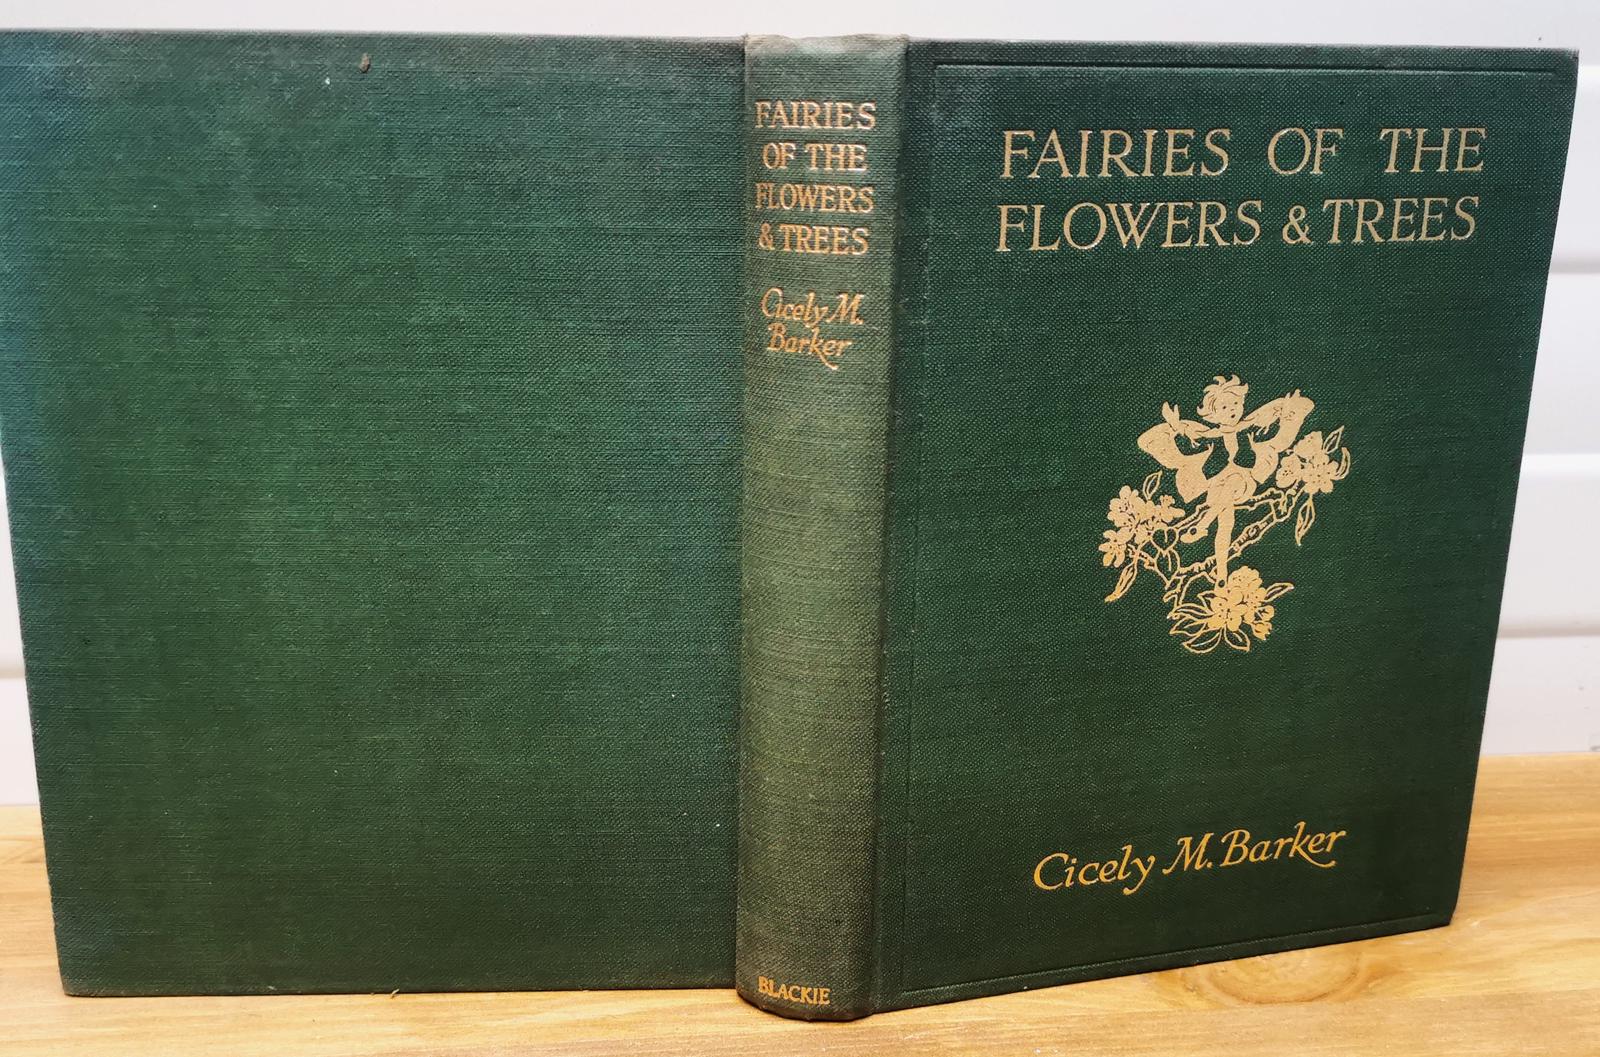 FAIRIES
OF THE
FLOWERS
& TREES
Cicely M.
Barker
BLACKIE
FAIRIES OF THE
FLOWERS & TREES
Cicely M. Barker